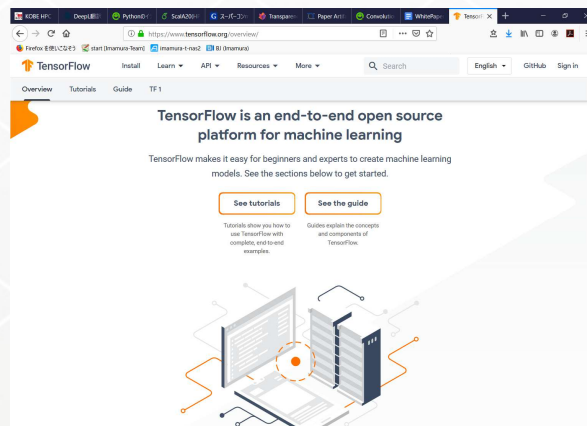 KOBE HPC
DeepL翻訳
Pythonの
ScalA20(H
スーパーコン
Transparen
Paper Arti
Convolutio
WhitePape
TensorF
https://www.tensorflow.org/overview/
Firefox を使いこなそう
start [Imamura-Team]
imamura-t-nas2
BI (Imamura)
TensorFlow
Install
Learn
API
Resources
More
Search
English
GitHub
Sign in
Overview
Tutorials
Guide
TF 1
TensorFlow is an end-to-end open source
platform for machine learning
TensorFlow makes it easy for beginners and experts to create machine learning
models. See the sections below to get started.
See tutorials
See the guide
Tutorials show you how to
use TensorFlow with
complete, end-to-end
examples.
Guides explain the concepts
and components of
TensorFlow.